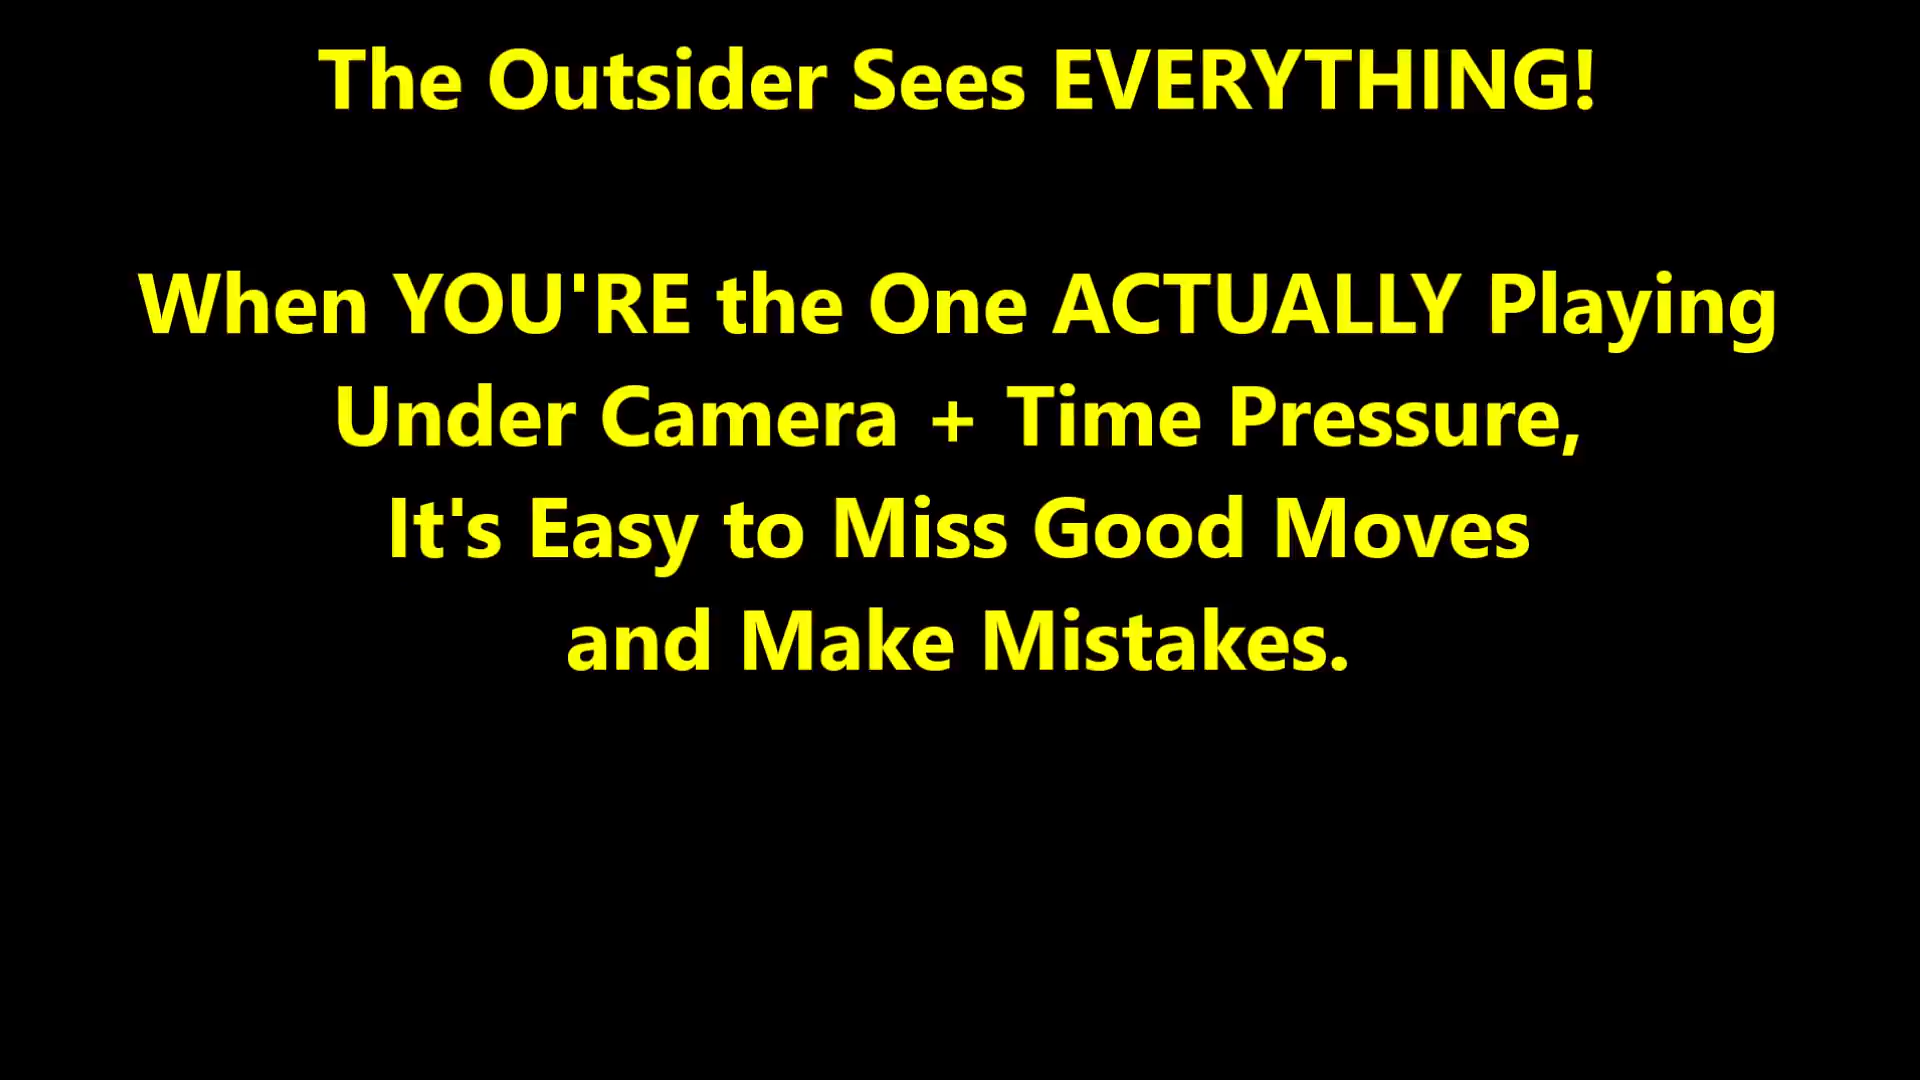 The Outsider Sees EVERYTHING!
When YOU'RE the One ACTUALLY Playing
Under Camera + Time Pressure,
It's Easy to Miss Good Moves
and Make Mistakes.